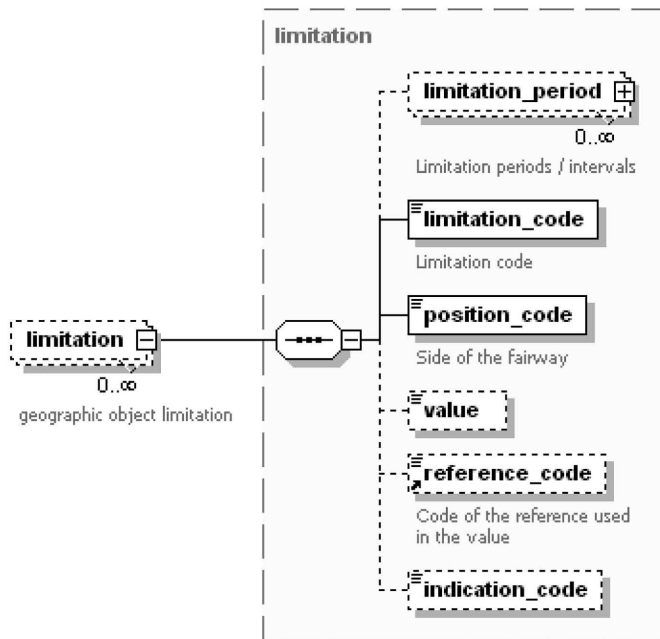 limitation
limitation_period
0..∞
Limitation periods / intervals
limitation_code
Limitation code
position_code
Side of the fairway
limitation
0..∞
geographic object limitation
value
reference_code
Code of the reference used
in the value
indication_code